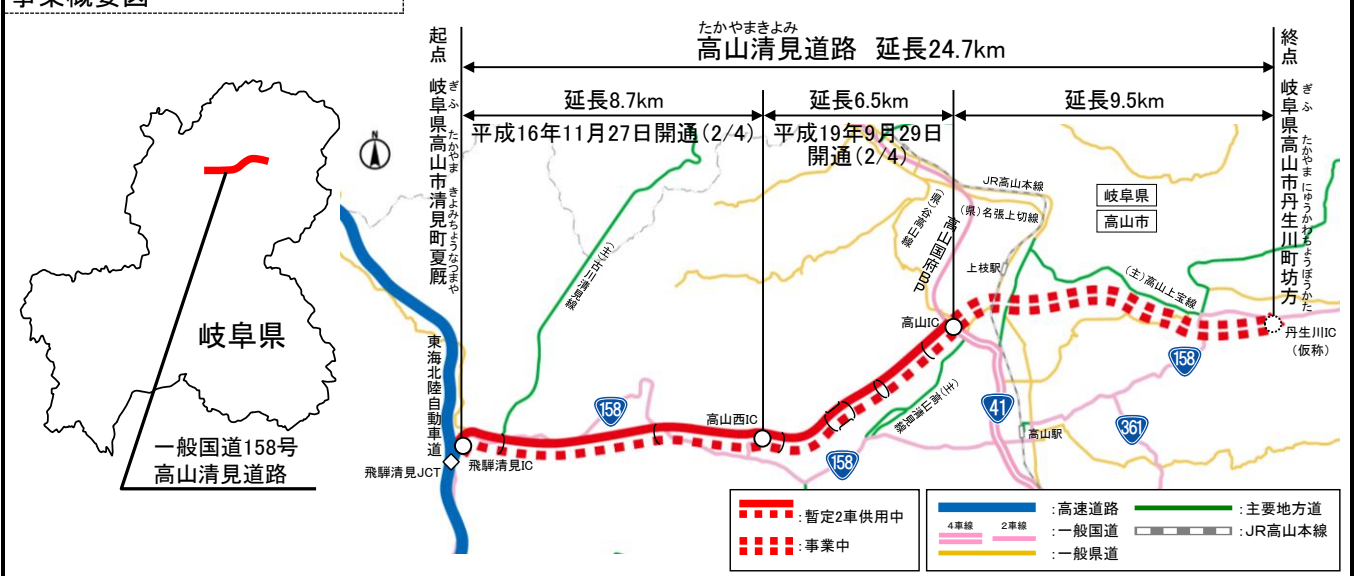 事業概要図
岐阜県
一般国道158号
高山清見道路
起点
岐阜県高山市清見町夏厩
ぎふ たかやま きよみちょうなつまや
たかやまきよみ
高山清見道路 延長24.7km
終点
岐阜県高山市丹生川町坊方
ぎふ たかやま にゅうかわちょうぼうかた
延長8.7km
延長6.5km
延長9.5km
平成16年11月27日開通(2/4)
平成19年9月29日
開通(2/4)
N
JR高山本線
岐阜県
高山市
(県)谷高山線
(県)名張上切線
高山国府BP
上枝駅
(主)古川清見線
(主)高山上宝線
高山IC
丹生川IC
(仮称)
158
東海北陸自動車道
158
高山西IC
(主)高山清見線
41
361
高山駅
158
飛騨清見JCT
飛騨清見IC
:暫定2車供用中
:事業中
:高速道路
4車線
2車線
:一般国道
:一般県道
:主要地方道
:JR高山本線